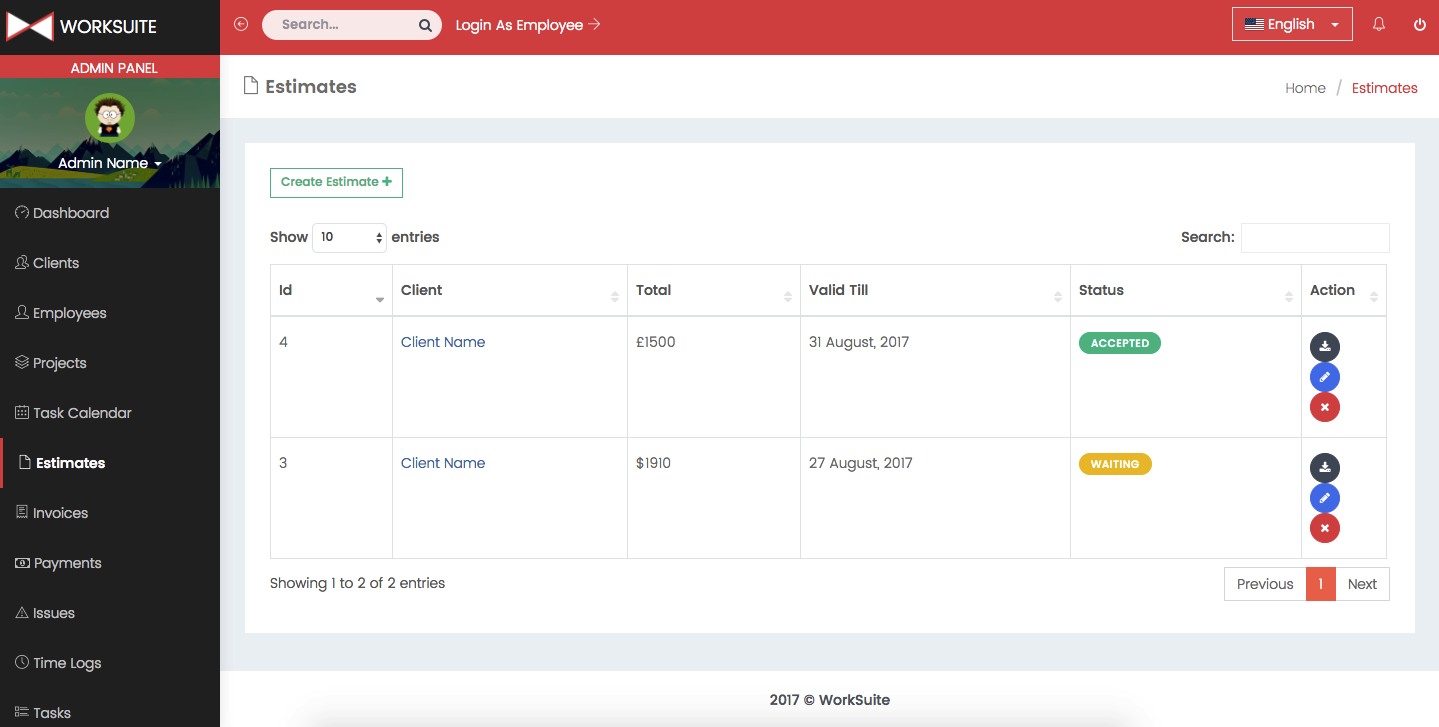 WORKSUITE
Search...
Login As Employee
English
ADMIN PANEL
Admin Name
Dashboard
Clients
Employees
Projects
Task Calendar
Estimates
Invoices
Payments
Issues
Time Logs
Tasks
Estimates
Home / Estimates
Create Estimate +
Show 10 entries
Search:
Id Client Total Valid Till Status Action
4 Client Name £1500 31 August, 2017 ACCEPTED
3 Client Name $1910 27 August, 2017 WAITING
Showing 1 to 2 of 2 entries
Previous 1 Next
2017 © WorkSuite